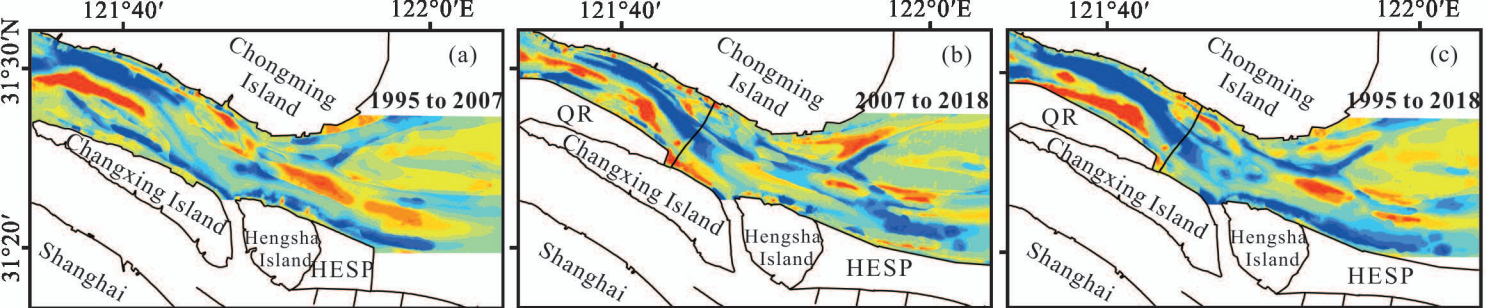 121°40′
122°0′E
121°40′
122°0′E
121°40′
122°0′E
31°30′N
31°20′
Chongming
Island
(a)
1995 to 2007
Changxing Island
Hengsha
Island
HESP
Shanghai
Chongming
Island
(b)
2007 to 2018
QR
Changxing Island
Hengsha
Island
HESP
Shanghai
Chongming
Island
(c)
1995 to 2018
QR
Changxing Island
Hengsha
Island
HESP
Shanghai